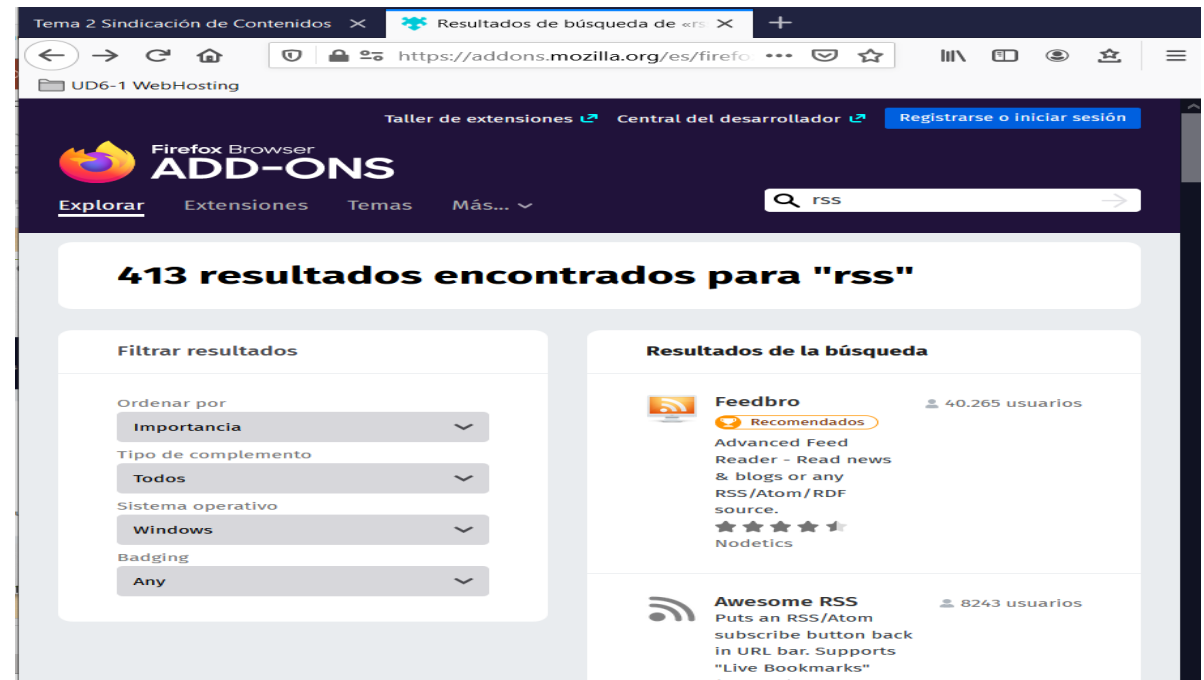 Tema 2 Sindicación de Contenidos
Resultados de búsqueda de «rs
https://addons.mozilla.org/es/firefo
UD6-1 WebHosting
Taller de extensiones
Central del desarrollador
Registrarse o iniciar sesión
Firefox Browser
ADD-ONS
Explorar
Extensiones
Temas
Más...
rss
413 resultados encontrados para "rss"
Filtrar resultados
Ordenar por
Importancia
Tipo de complemento
Todos
Sistema operativo
Windows
Badging
Any
Resultados de la búsqueda
Feedbro
40.265 usuarios
Recomendados
Advanced Feed
Reader - Read news
& blogs or any
RSS/Atom/RDF
source.
Nodetics
Awesome RSS
8243 usuarios
Puts an RSS/Atom
subscribe button back
in URL bar. Supports
"Live Bookmarks"